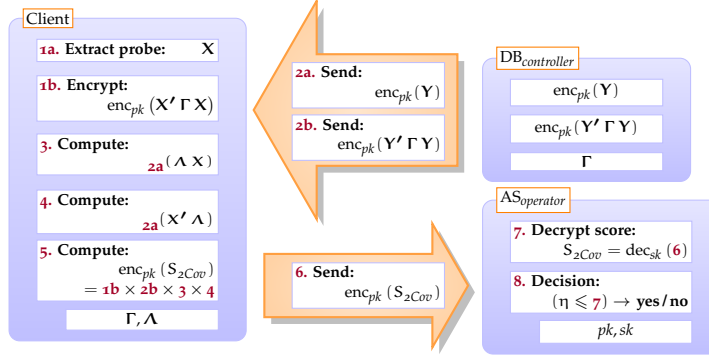 Client
1a. Extract probe: X
1b. Encrypt:
enc_pk (X′ Γ X)
3. Compute:
2a(Λ X)
4. Compute:
2a(X′ Λ)
5. Compute:
enc_pk (S_2Cov)
= 1b × 2b × 3 × 4
Γ, Λ
2a. Send:
enc_pk(Y)
2b. Send:
enc_pk(Y′ Γ Y)
6. Send:
enc_pk (S_2Cov)
DB_controller
enc_pk(Y)
enc_pk(Y′ Γ Y)
Γ
AS_operator
7. Decrypt score:
S_2Cov = dec_sk (6)
8. Decision:
(η ⩽ 7) → yes/no
pk, sk